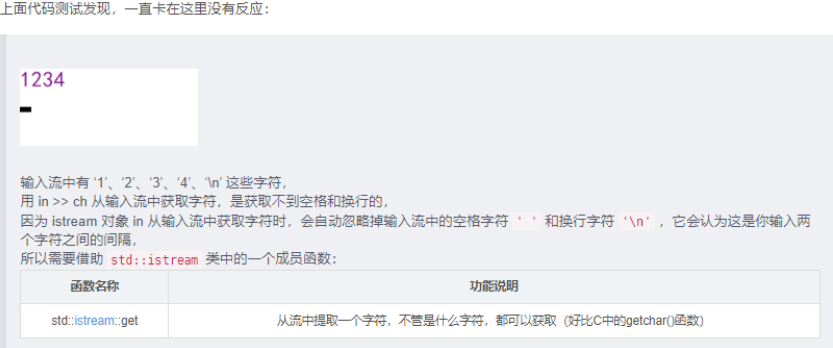 上面代码测试发现，一直卡在这里没有反应：
1234
输入流中有 '1'、'2'、'3'、'4'、'\n' 这些字符，
用 in >> ch 从输入流中获取字符，是获取不到空格和换行的，
因为 istream 对象 in 从输入流中获取字符时，会自动忽略掉输入流中的空格字符 ' ' 和换行字符 '\n' ，它会认为这是你输入两
个字符之间的间隔，
所以需要借助 std::istream 类中的一个成员函数：
函数名称 功能说明
std::istream::get 从流中提取一个字符，不管是什么字符，都可以获取（好比C中的getchar()函数)